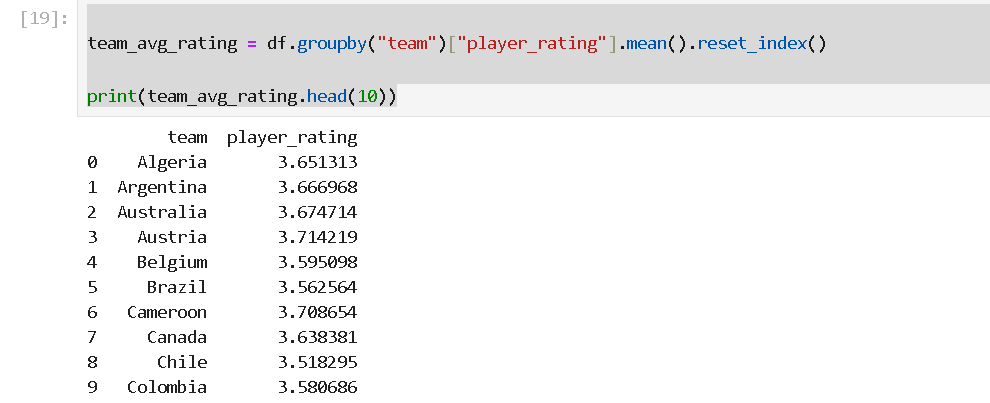 [19]:
team_avg_rating = df.groupby("team")["player_rating"].mean().reset_index()
print(team_avg_rating.head(10))
team player_rating
0 Algeria 3.651313
1 Argentina 3.666968
2 Australia 3.674714
3 Austria 3.714219
4 Belgium 3.595098
5 Brazil 3.562564
6 Cameroon 3.708654
7 Canada 3.638381
8 Chile 3.518295
9 Colombia 3.580686